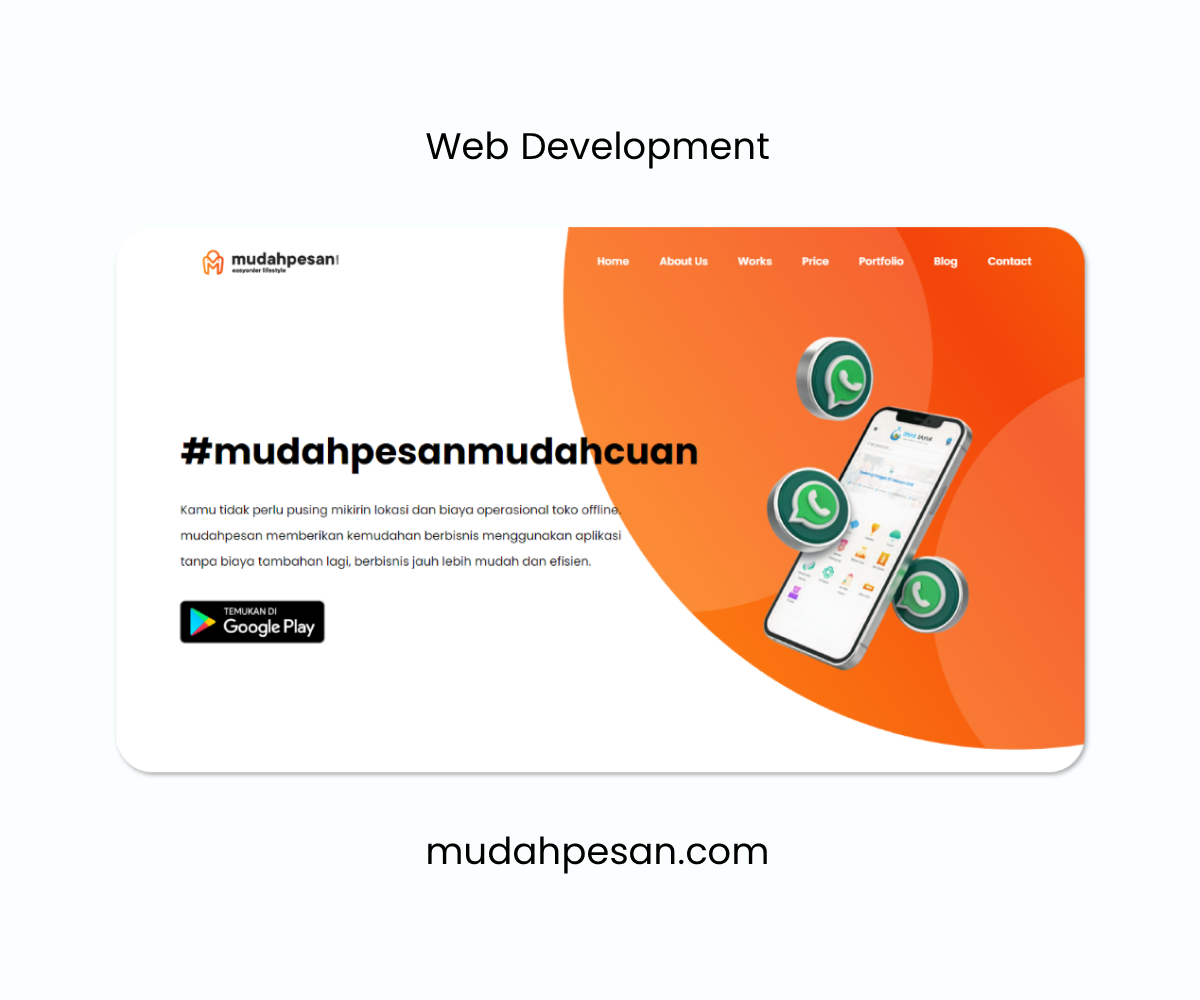 Web Development
mudahpesan!
easyorder lifestyle
Home About Us Works Price Portfolio Blog Contact
#mudahpesanmudahcuan
Kamu tidak perlu pusing mikirin lokasi dan biaya operasional toko offline.
mudahpesan memberikan kemudahan berbisnis menggunakan aplikasi
tanpa biaya tambahan lagi, berbisnis jauh lebih mudah dan efisien.
TEMUKAN DI
Google Play
mudahpesan.com